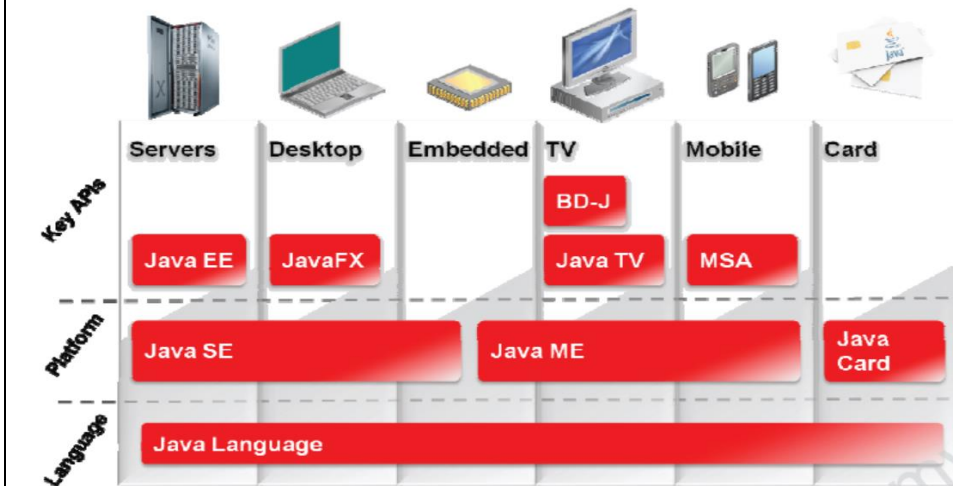 Java
Servers Desktop Embedded TV Mobile Card
Key APIs
BD-J
Java EE JavaFX Java TV MSA
Platform
Java SE Java ME Java
Card
Language
Java Language